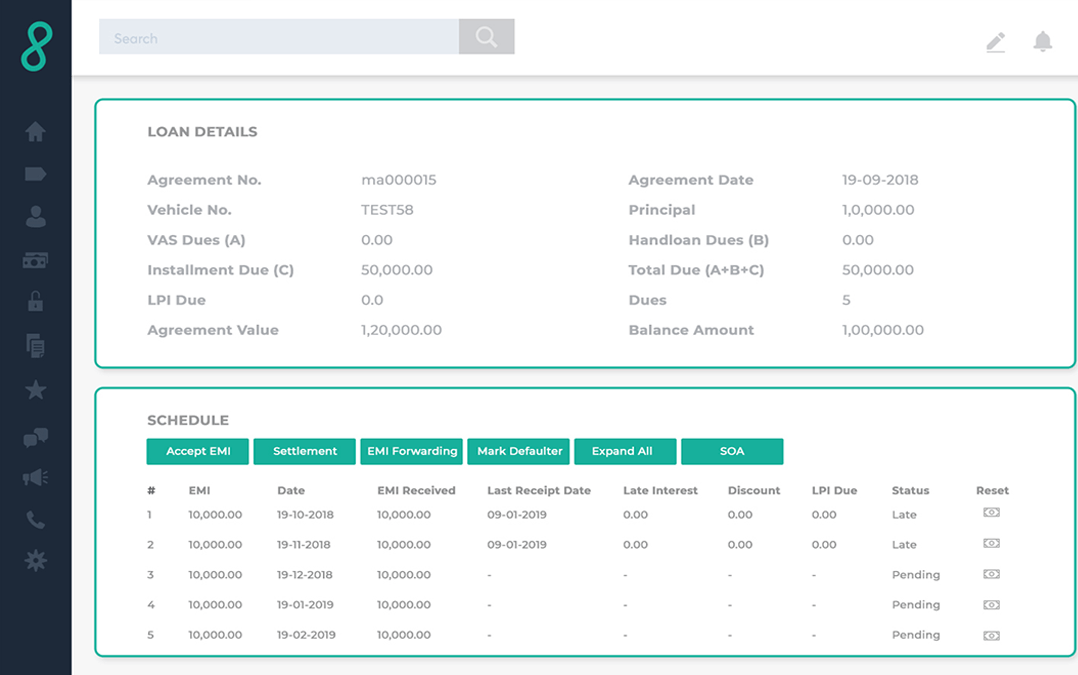 Search
LOAN DETAILS
Agreement No. ma000015 Agreement Date 19-09-2018
Vehicle No. TEST58 Principal 1,0,000.00
VAS Dues (A) 0.00 Handloan Dues (B) 0.00
Installment Due (C) 50,000.00 Total Due (A+B+C) 50,000.00
LPI Due 0.0 Dues 5
Agreement Value 1,20,000.00 Balance Amount 1,00,000.00
SCHEDULE
Accept EMI Settlement EMI Forwarding Mark Defaulter Expand All SOA
# EMI Date EMI Received Last Receipt Date Late Interest Discount LPI Due Status Reset
1 10,000.00 19-10-2018 10,000.00 09-01-2019 0.00 0.00 0.00 Late
2 10,000.00 19-11-2018 10,000.00 09-01-2019 0.00 0.00 0.00 Late
3 10,000.00 19-12-2018 10,000.00 - - - - Pending
4 10,000.00 19-01-2019 10,000.00 - - - - Pending
5 10,000.00 19-02-2019 10,000.00 - - - - Pending